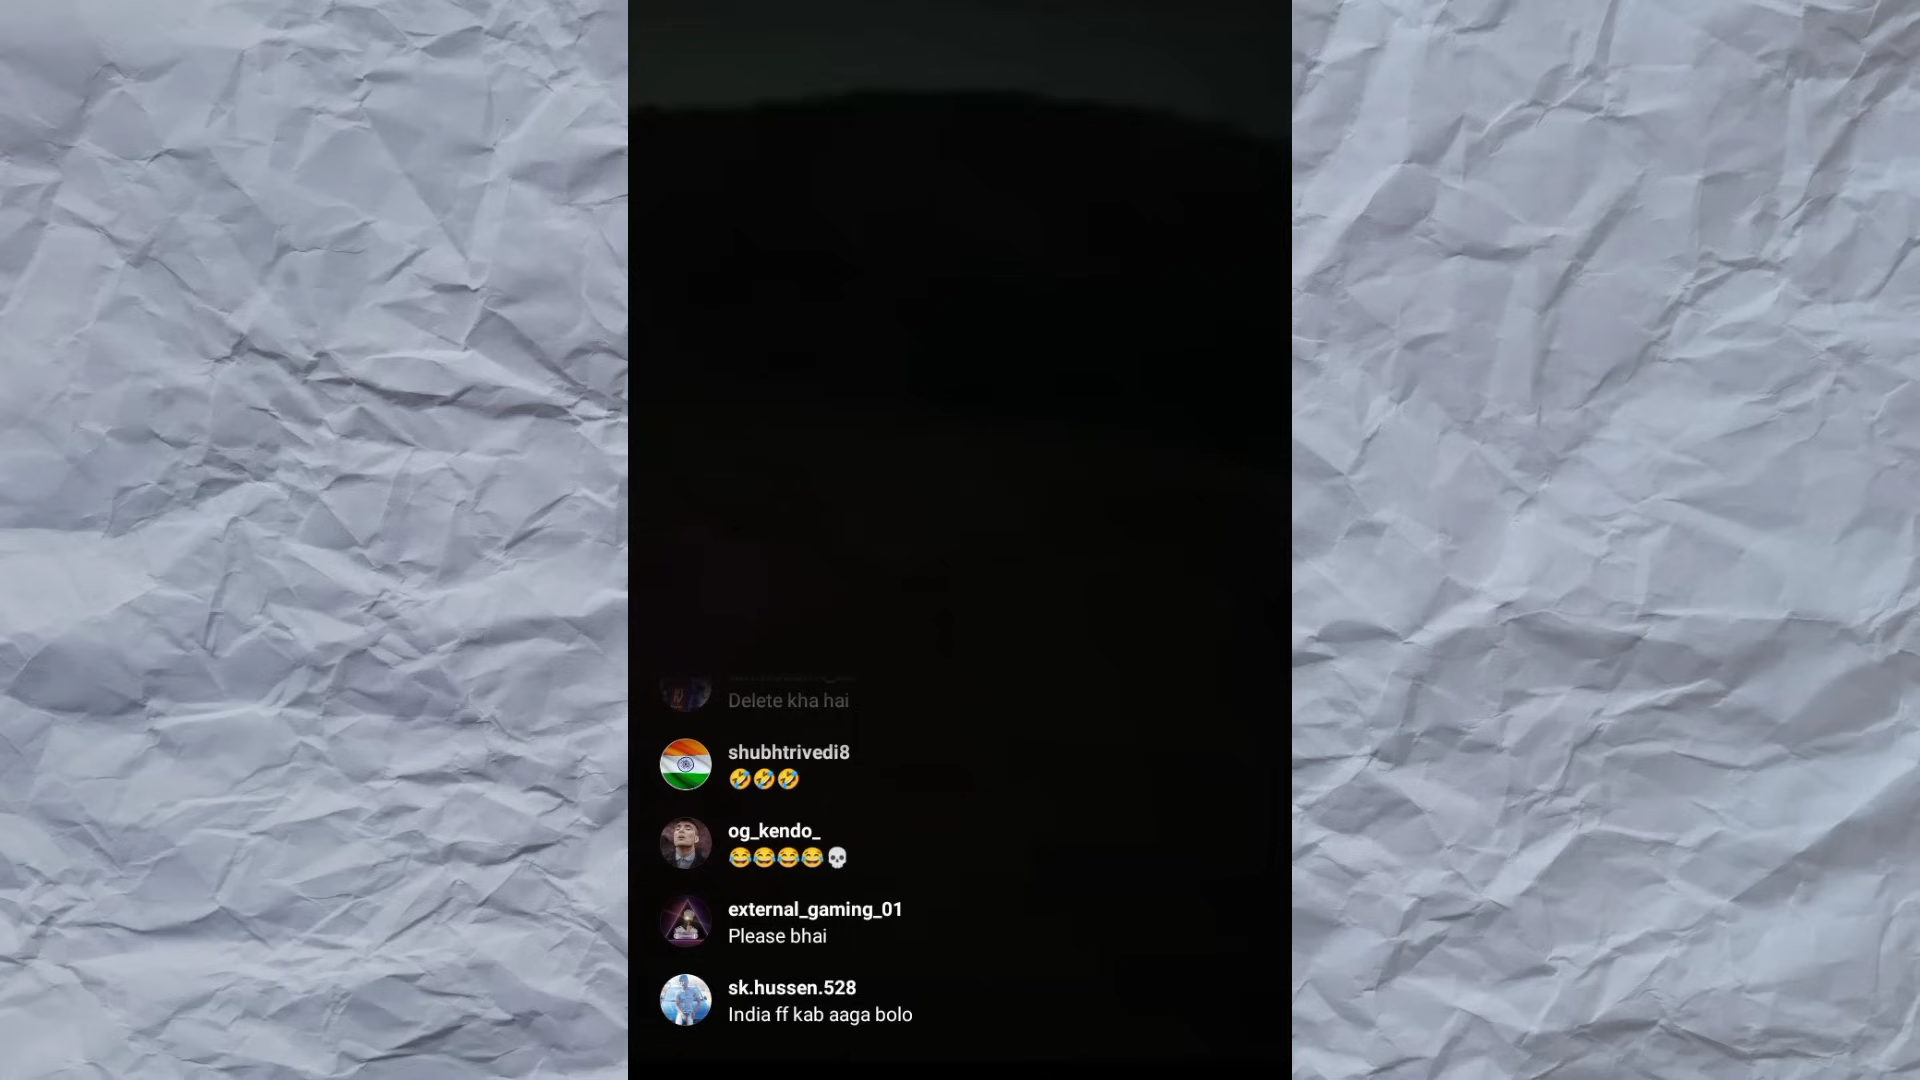 Delete kha hai
shubhtrivedi8
🤣🤣🤣
og_kendo_
😂😂😂😂💀
external_gaming_01
Please bhai
sk.hussen.528
India ff kab aaga bolo